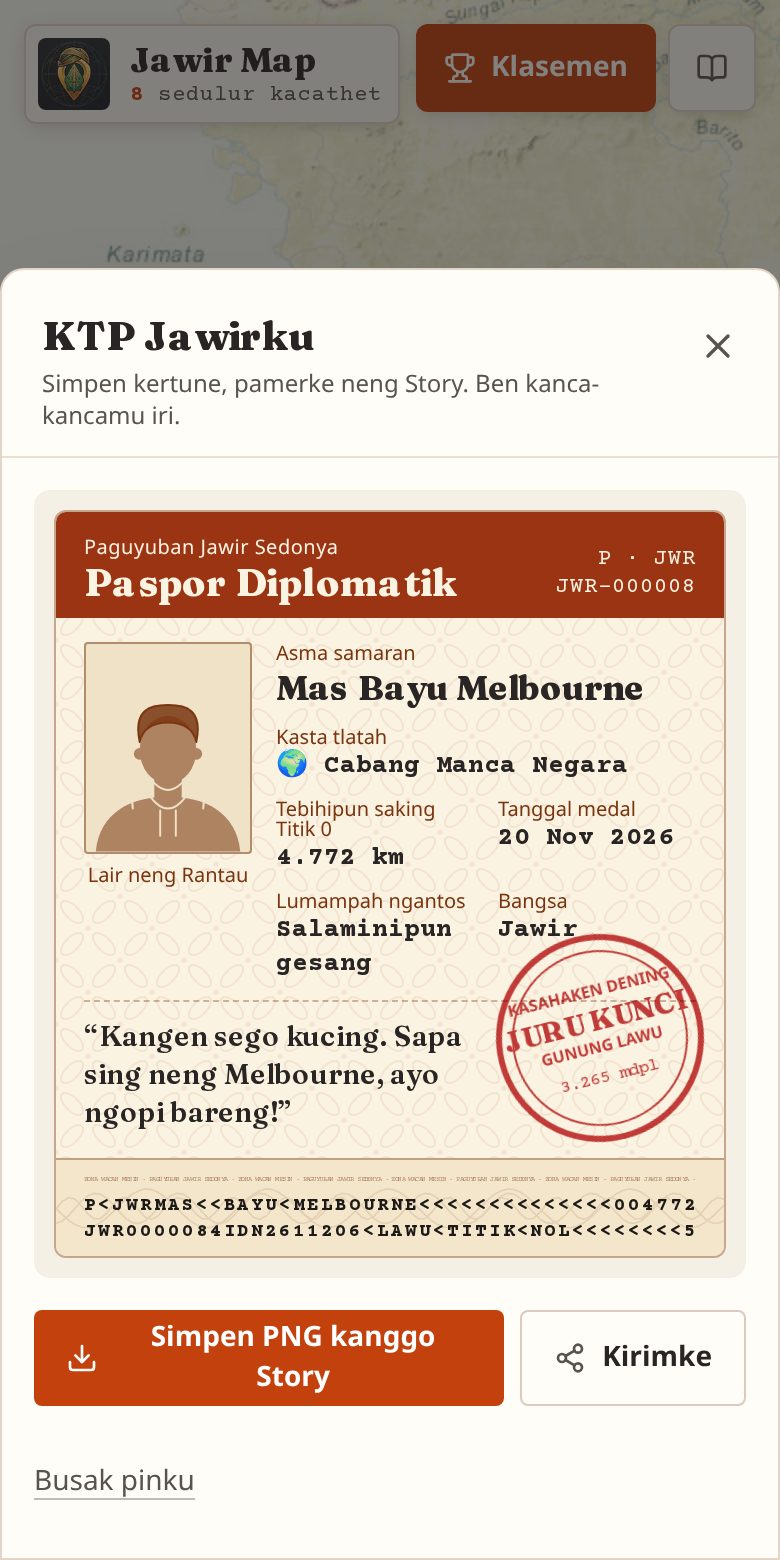 Jawir Map
8 sedulur kacathet
Klasemen
Barito
Karimata
KTP Jawirku
Simpen kertune, pamerke neng Story. Ben kanca-
kancamu iri.
Paguyuban Jawir Sedonya
Paspor Diplomatik
P · JWR
JWR-000008
Asma samaran
Mas Bayu Melbourne
Kasta tlatah
🌍 Cabang Manca Negara
Tebihipun saking
Titik 0
4.772 km
Tanggal medal
20 Nov 2026
Lair neng Rantau
Lumampah ngantos
Salaminipun
gesang
Bangsa
Jawir
KASAHAKEN DENING
JURU KUNCI
GUNUNG LAWU
3.265 mdpl
“Kangen sego kucing. Sapa
sing neng Melbourne, ayo
ngopi bareng!”
P<JWRMAS<<BAYU<MELBOURNE<<<<<<<<<<<<<<004772
JWR0000084IDN2611206<LAWU<TITIK<NOL<<<<<<<<5
Simpen PNG kanggo
Story
Kirimke
Busak pinku